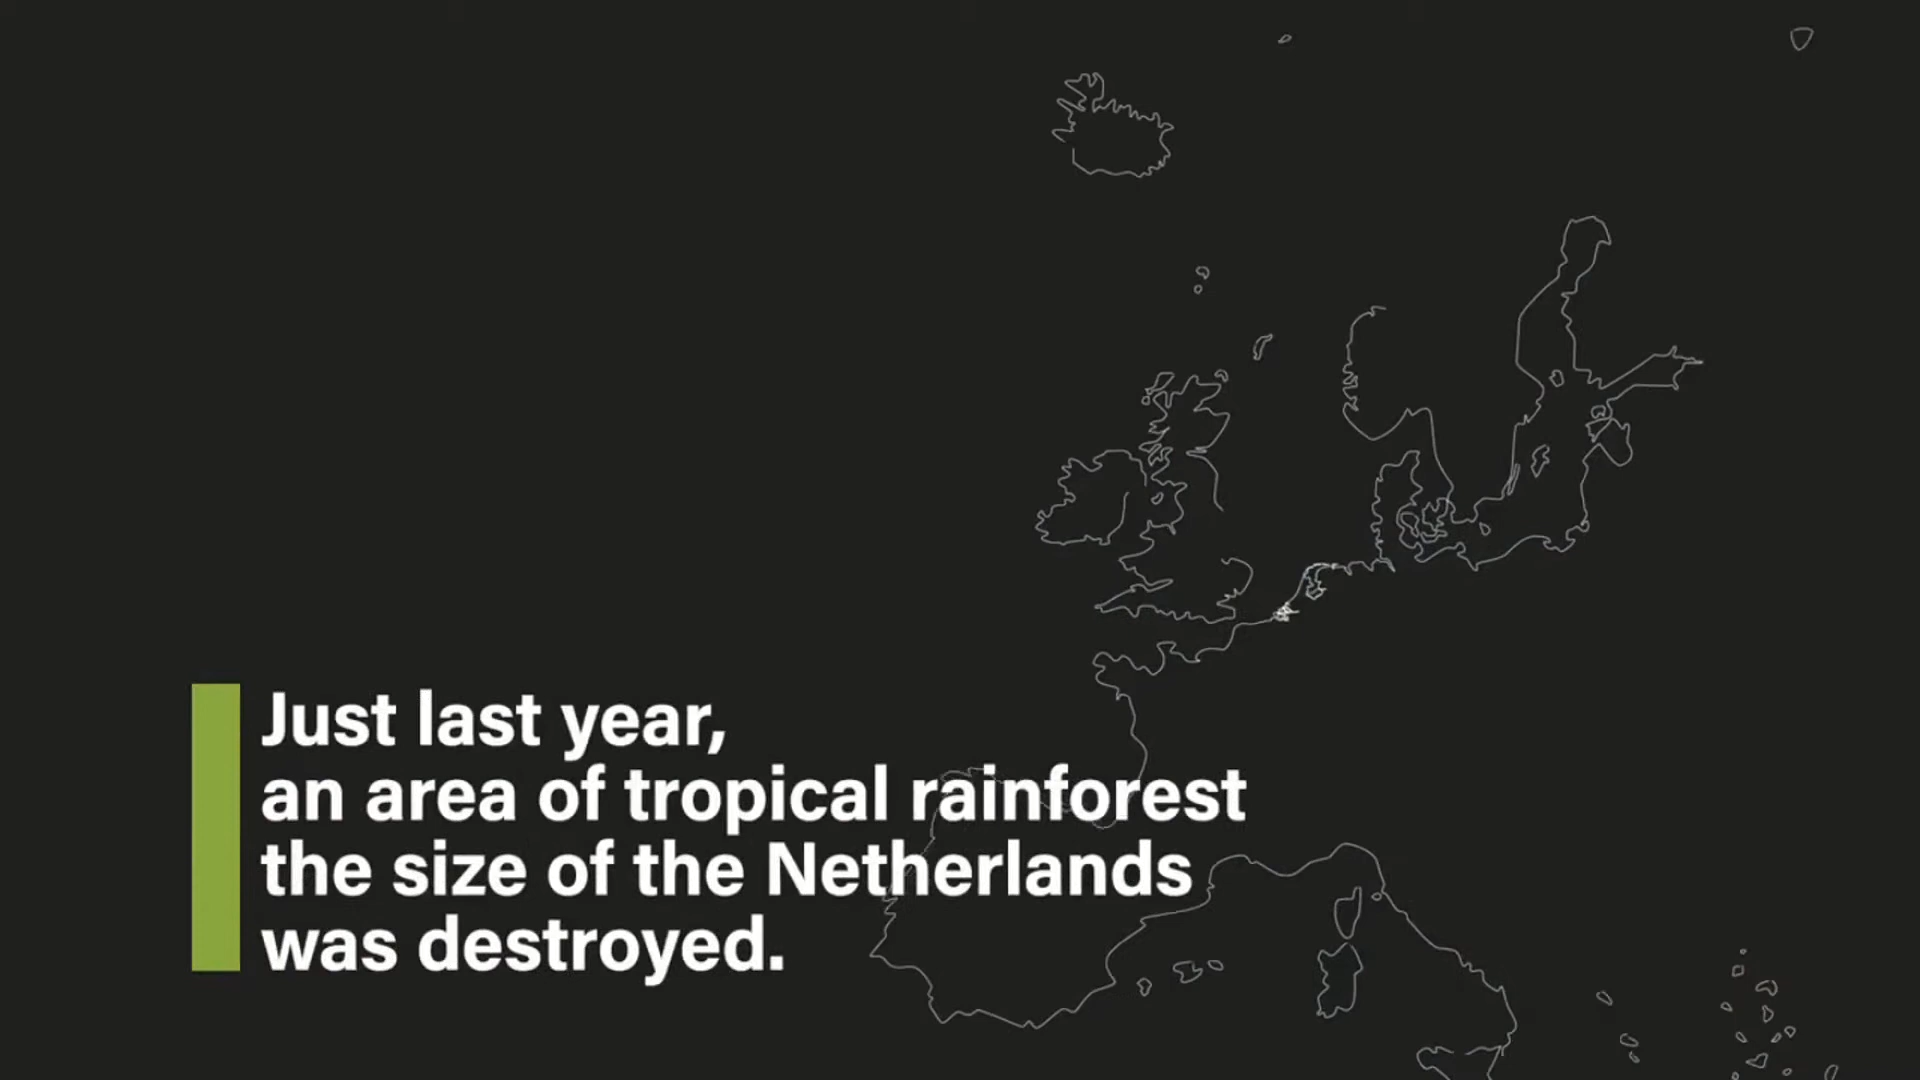 Just last year,
an area of tropical rainforest
the size of the Netherlands
was destroyed.